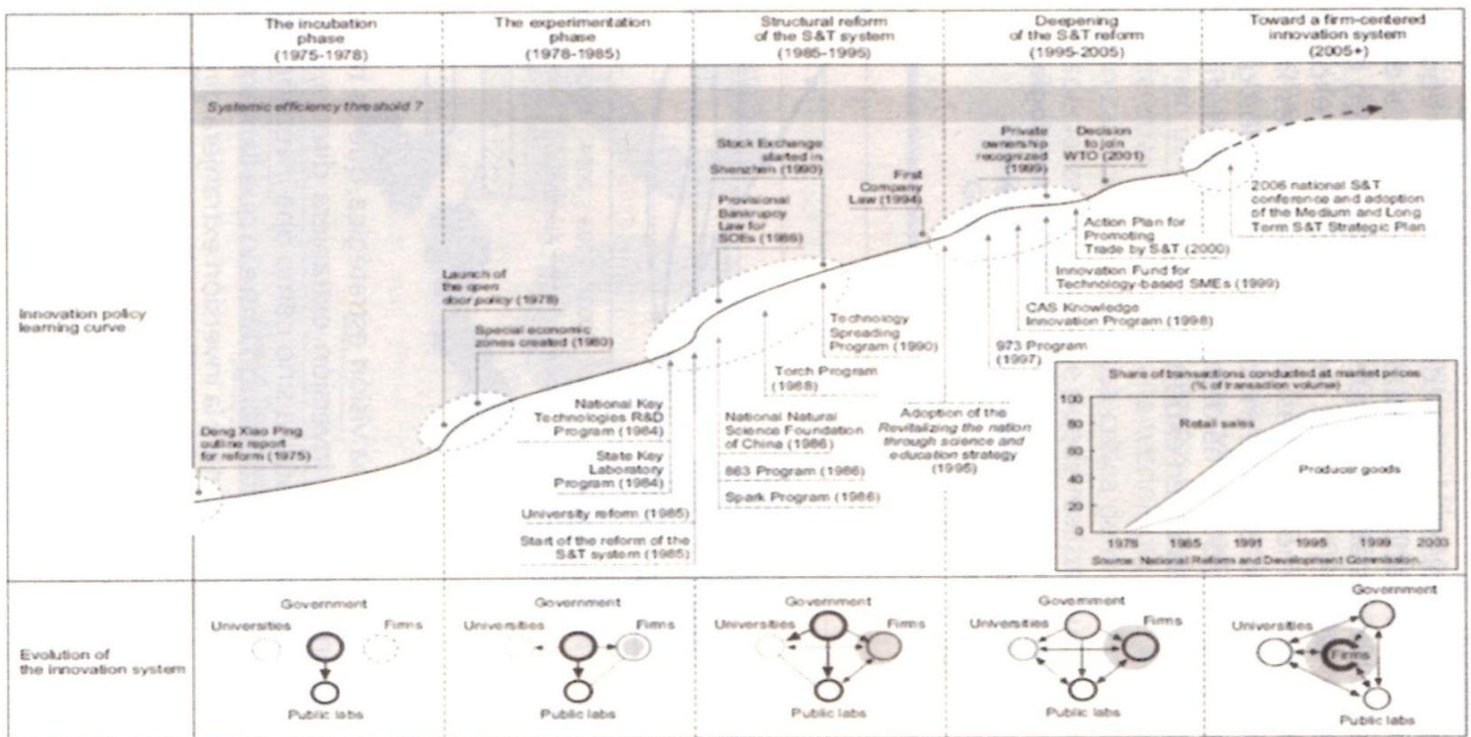 The incubation
phase
(1975-1978)
The experimentation
phase
(1978-1985)
Structural reform
of the S&T system
(1985-1995)
Deepening
of the S&T reform
(1995-2005)
Toward a firm-centered
innovation system
(2005+)
Innovation policy
learning curve
Systemic efficiency threshold ?
Deng Xiao Ping
outline report
for reform (1975)
Launch of
the open
door policy (1978)
Special economic
zones created (1980)
National Key
Technologies R&D
Program (1984)
State Key
Laboratory
Program (1984)
University reform (1985)
Start of the reform of the
S&T system (1985)
Stock Exchange
started in
Shenzhen (1990)
Provisional
Bankrupcy
Law for
SOEs (1986)
Technology
Spreading
Program (1990)
Torch Program
(1988)
National Natural
Science Foundation
of China (1986)
863 Program (1986)
Spark Program (1986)
First
Company
Law (1994)
Adoption of the
Revitalizing the nation
through science and
education strategy
(1995)
Private
ownership
recognized
(1999)
Decision
to join
WTO (2001)
Action Plan for
Promoting
Trade by S&T (2000)
Innovation Fund for
Technology-based SMEs (1999)
CAS Knowledge
Innovation Program (1998)
973 Program
(1997)
2006 national S&T
conference and adoption
of the Medium and Long
Term S&T Strategic Plan
Share of transactions conducted at market prices
(% of transaction volume)
100
80
60
40
20
0
Retail sales
Producer goods
1978 1985 1991 1995 1999 2003
Source: National Reform and Development Commission.
Evolution of
the innovation system
Government
Universities Firms
Public labs
Government
Universities Firms
Public labs
Government
Universities Firms
Public labs
Government
Universities Firms
Public labs
Government
Universities
Firms
Public labs